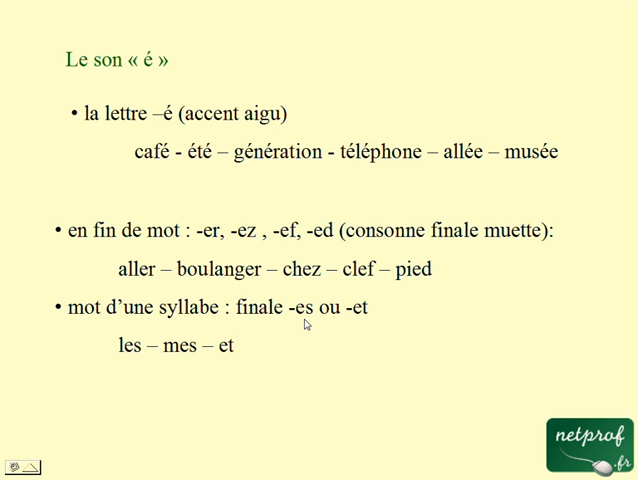 Le son « é »
• la lettre –é (accent aigu)
café - été – génération - téléphone – allée – musée
• en fin de mot : -er, -ez , -ef, -ed (consonne finale muette):
aller – boulanger – chez – clef – pied
• mot d’une syllabe : finale -es ou -et
les – mes – et
netprof
.fr